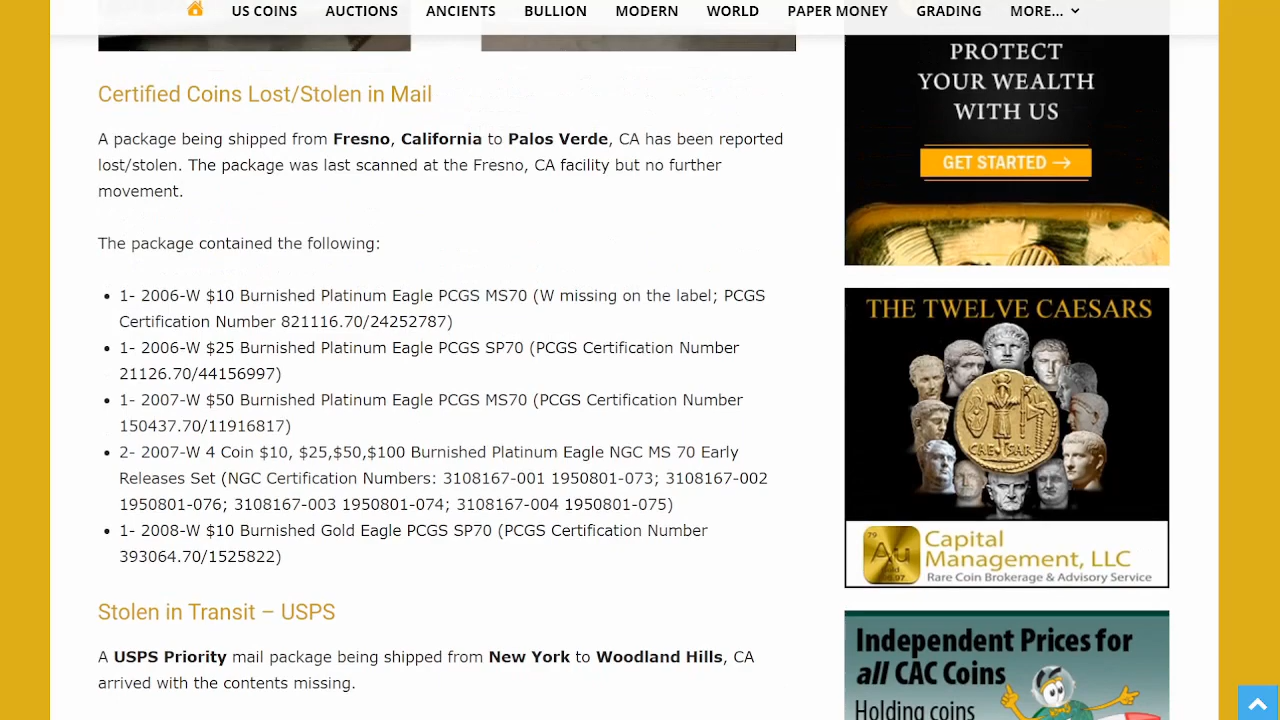 US COINS AUCTIONS ANCIENTS BULLION MODERN WORLD PAPER MONEY GRADING MORE...
Certified Coins Lost/Stolen in Mail
A package being shipped from Fresno, California to Palos Verde, CA has been reported
lost/stolen. The package was last scanned at the Fresno, CA facility but no further
movement.
The package contained the following:
1- 2006-W $10 Burnished Platinum Eagle PCGS MS70 (W missing on the label; PCGS
Certification Number 821116.70/24252787)
1- 2006-W $25 Burnished Platinum Eagle PCGS SP70 (PCGS Certification Number
21126.70/44156997)
1- 2007-W $50 Burnished Platinum Eagle PCGS MS70 (PCGS Certification Number
150437.70/11916817)
2- 2007-W 4 Coin $10, $25,$50,$100 Burnished Platinum Eagle NGC MS 70 Early
Releases Set (NGC Certification Numbers: 3108167-001 1950801-073; 3108167-002
1950801-076; 3108167-003 1950801-074; 3108167-004 1950801-075)
1- 2008-W $10 Burnished Gold Eagle PCGS SP70 (PCGS Certification Number
393064.70/1525822)
Stolen in Transit – USPS
A USPS Priority mail package being shipped from New York to Woodland Hills, CA
arrived with the contents missing.
PROTECT
YOUR WEALTH
WITH US
GET STARTED →
THE TWELVE CAESARS
CAESAR
79
Au
Capital
Management, LLC
Rare Coin Brokerage & Advisory Service
Independent Prices for
all CAC Coins
Holding coins